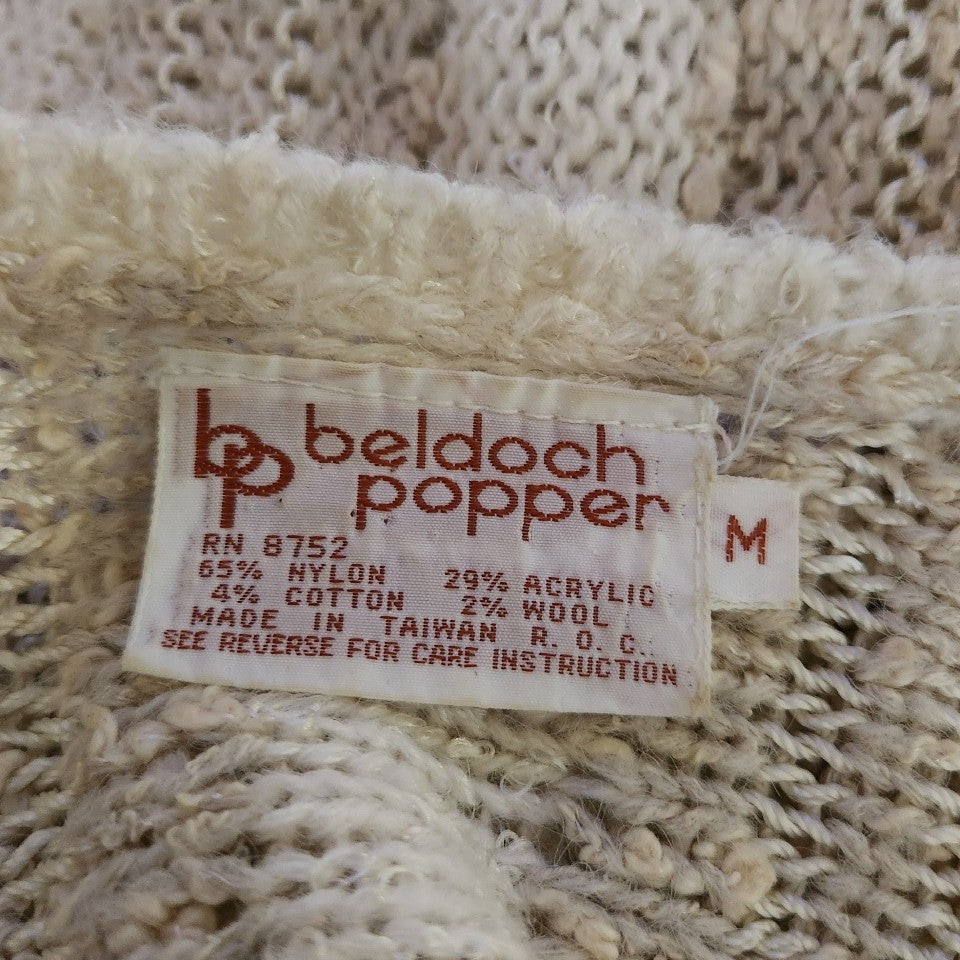 bp beldoch
popper
RN 8752
65% NYLON 29% ACRYLIC
4% COTTON 2% WOOL
MADE IN TAIWAN R. O. C.
SEE REVERSE FOR CARE INSTRUCTION
M